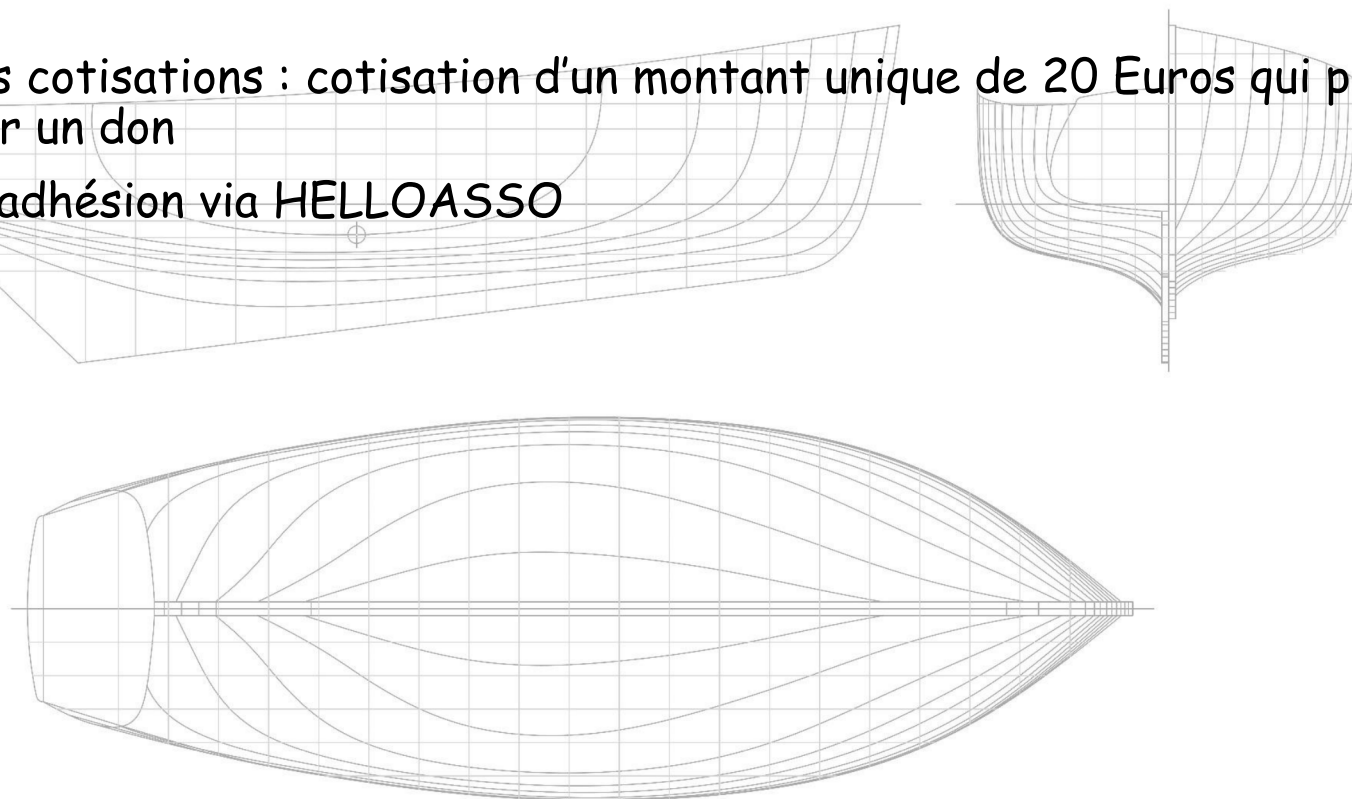 s cotisations : cotisation d’un montant unique de 20 Euros qui p
r un don
adhésion via HELLOASSO